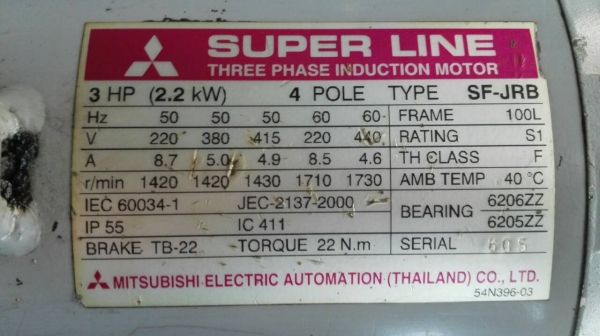 SUPER LINE
THREE PHASE INDUCTION MOTOR
3 HP (2.2 kW) 4 POLE TYPE SF-JRB
Hz 50 50 50 60 60 FRAME 100L
V 220 380 415 220 440 RATING S1
A 8.7 5.0 4.9 8.5 4.6 TH CLASS F
r/min 1420 1420 1430 1710 1730 AMB TEMP 40 °C
IEC 60034-1 JEC-2137-2000 BEARING 6206ZZ
IP 55 IC 411 6205ZZ
BRAKE TB-22 TORQUE 22 N.m SERIAL
MITSUBISHI ELECTRIC AUTOMATION (THAILAND) CO., LTD.
54N396-03